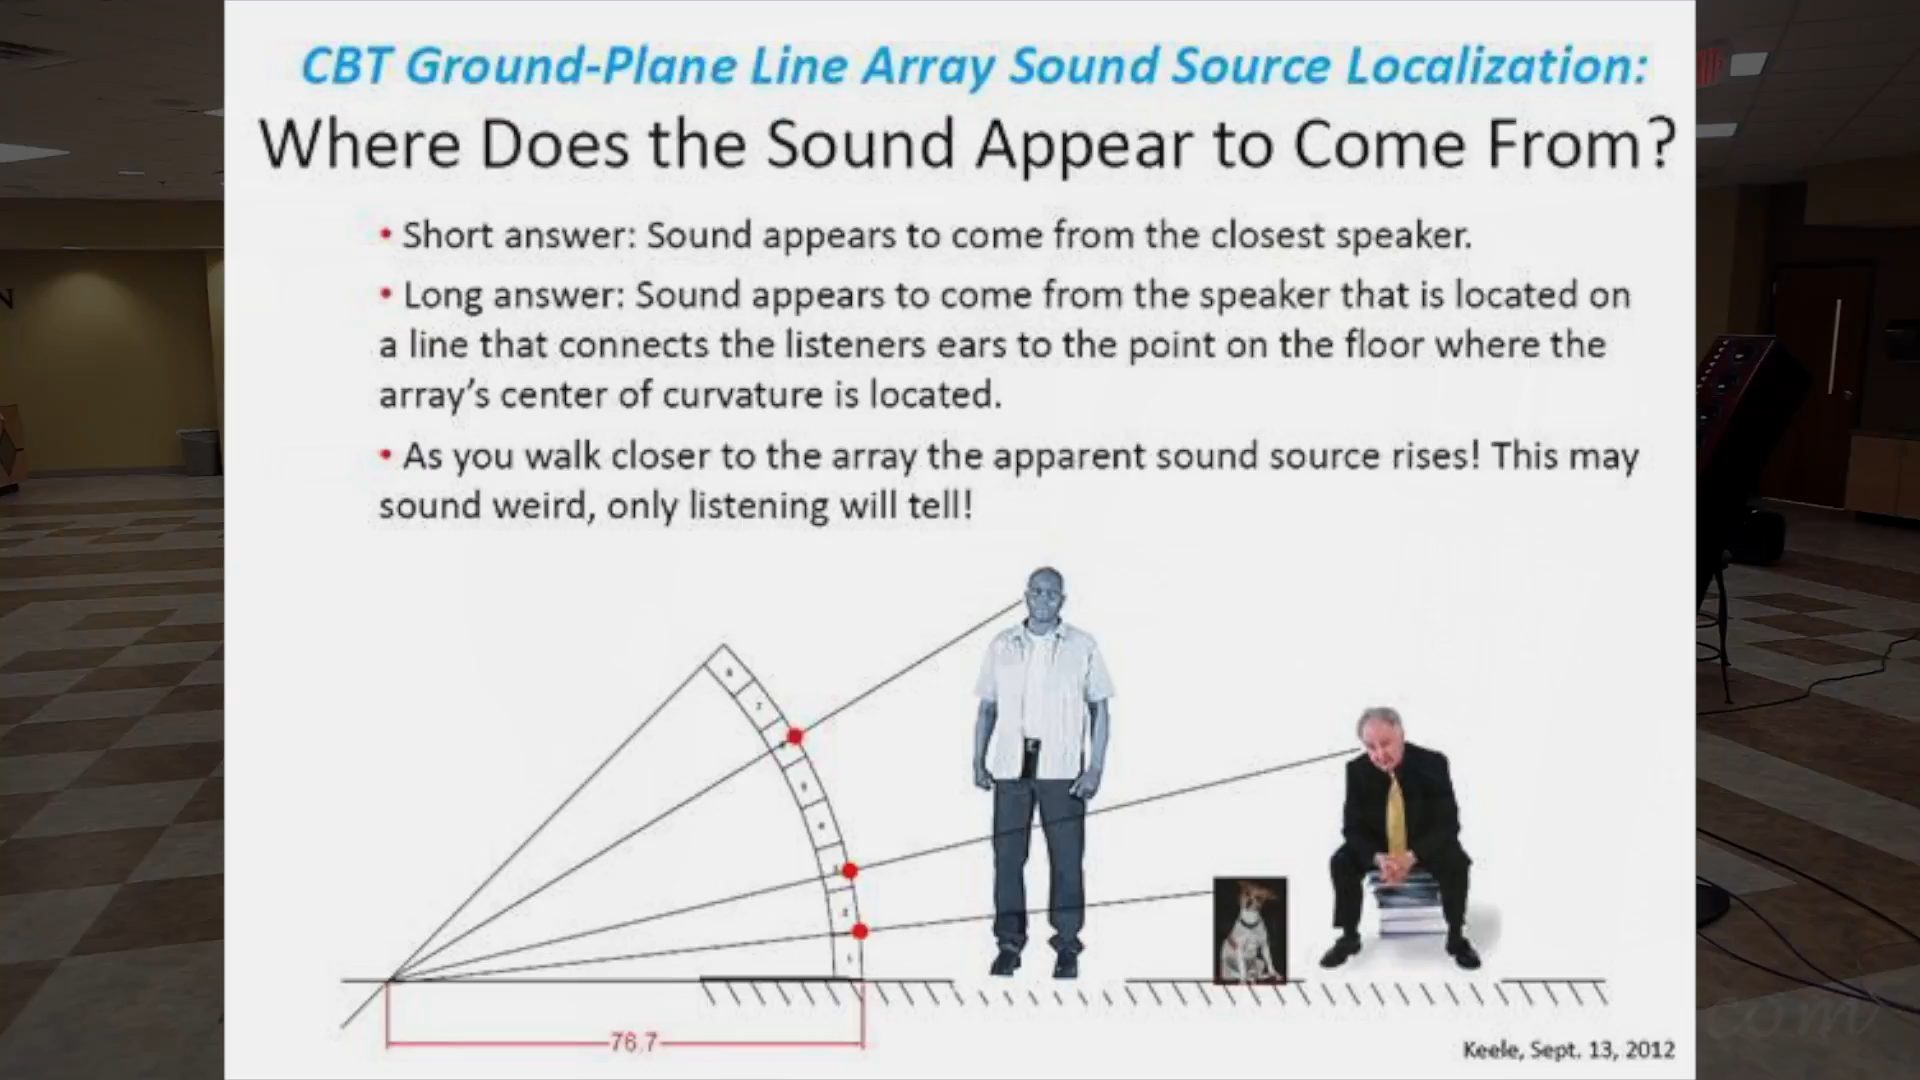 CBT Ground-Plane Line Array Sound Source Localization:
Where Does the Sound Appear to Come From?
• Short answer: Sound appears to come from the closest speaker.
• Long answer: Sound appears to come from the speaker that is located on
a line that connects the listeners ears to the point on the floor where the
array's center of curvature is located.
• As you walk closer to the array the apparent sound source rises! This may
sound weird, only listening will tell!
76.7
Keele, Sept. 13, 2012
com